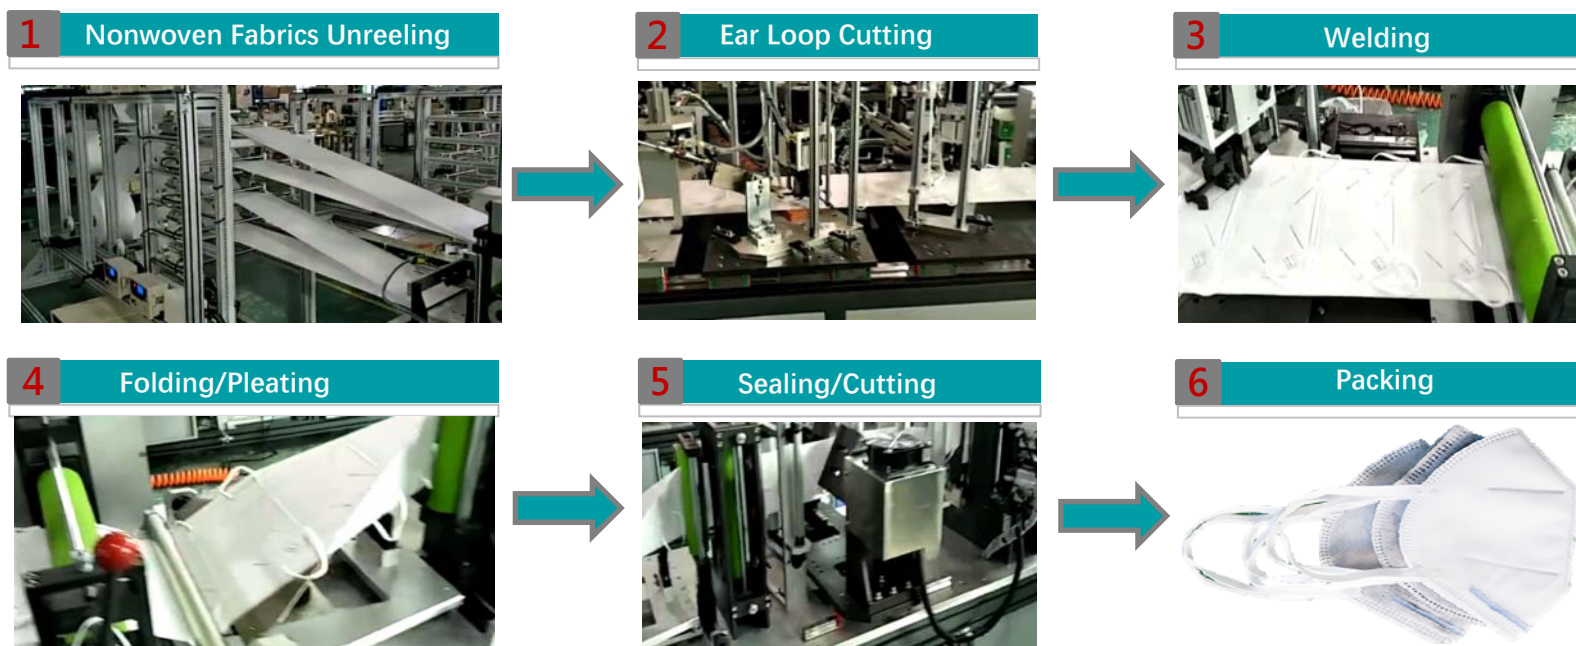 1 Nonwoven Fabrics Unreeling
2 Ear Loop Cutting
3 Welding
4 Folding/Pleating
5 Sealing/Cutting
6 Packing